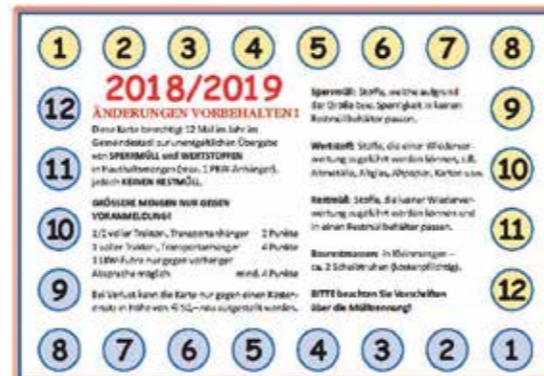 1 2 3 4 5 6 7 8
12
2018/2019
ÄNDERUNGEN VORBEHALTEN!
Diese Karte berechtigt 12 Mal im Jahr im
Gemeindestadl zur unentgeltlichen Übergabe
von SPERRMÜLL und WERTSTOFFEN
in Haushaltsmengen (max. 1 PKW-Anhänger),
jedoch KEINEN RESTMÜLL.
11
GRÖSSERE MENGEN NUR GEGEN
VORANMELDUNG!
10
1/2 voller Traktor-, Transportanhänger 2 Punkte
1 voller Traktor-, Transportanhänger 4 Punkte
1 LKW-Fuhre nur gegen vorheriger
Absprache möglich mind. 4 Punkte
9
Bei Verlust kann die Karte nur gegen einen Kosten-
ersatz in Höhe von € 50,– neu ausgestellt werden.
Sperrmüll: Stoffe, welche aufgrund
der Größe bzw. Sperrigkeit in keinen
Restmüllbehälter passen.
9
Wertstoff: Stoffe, die einer Wiederver-
wertung zugeführt werden können, z.B.
Altmetalle, Altglas, Altpapier, Karton usw.
10
Restmüll: Stoffe, die keiner Wiederver-
wertung zugeführt werden können und
in einen Restmüllbehälter passen.
11
Baurestmassen: in Kleinmengen –
ca. 2 Scheibtruhen (kostenpflichtig).
12
BITTE beachten Sie Vorschriften
über die Mülltrennung!
8 7 6 5 4 3 2 1